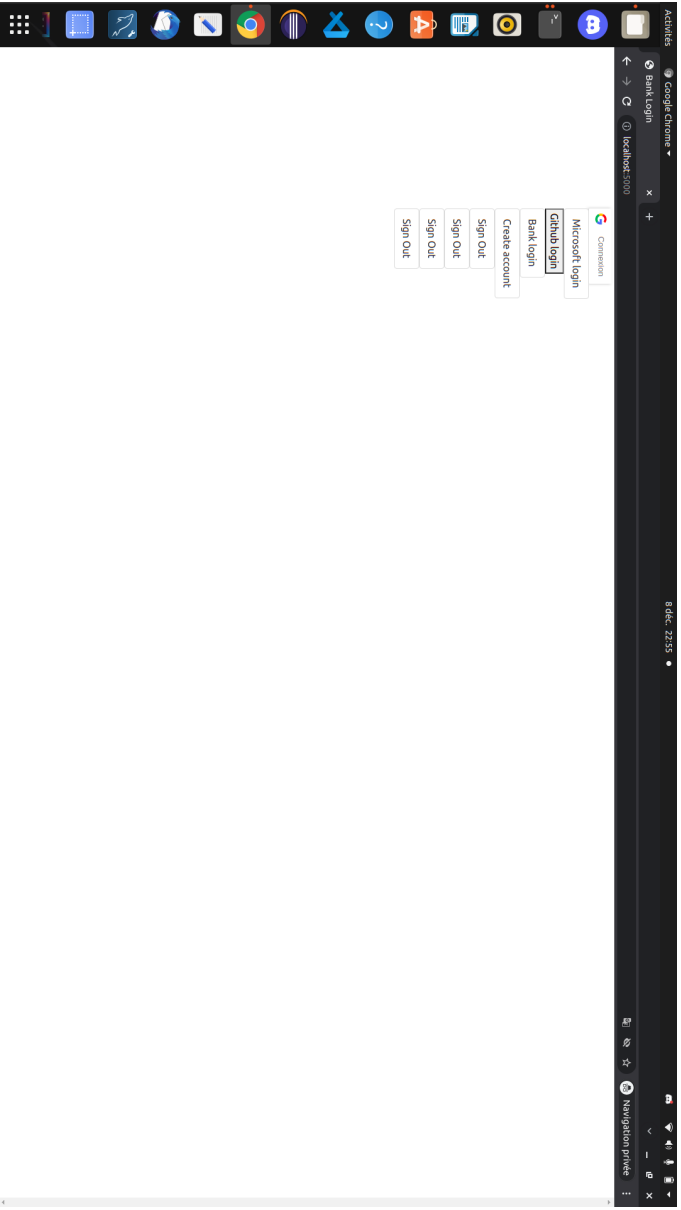 Activités
Google Chrome
8 déc. 22:55
Bank Login
localhost:5000
Navigation privée
Connexion
Microsoft login
Github login
Bank login
Create account
Sign Out
Sign Out
Sign Out
Sign Out